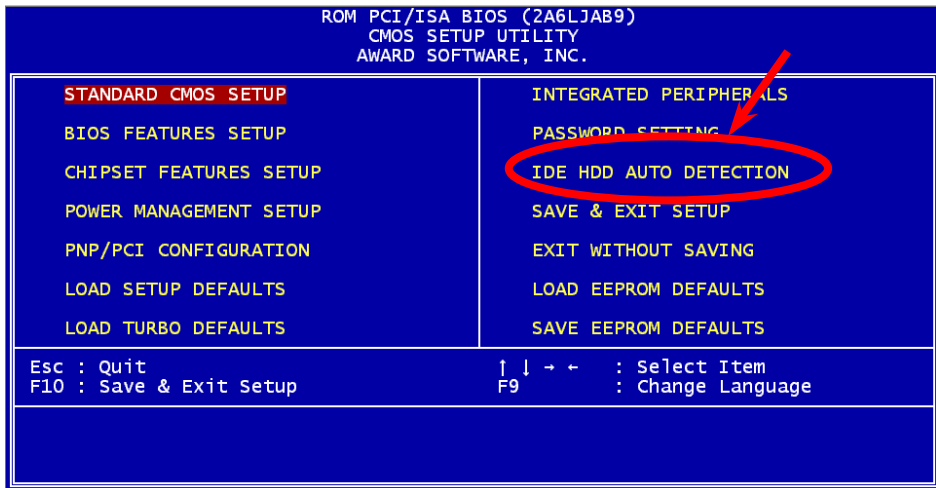 ROM PCI/ISA BIOS (2A6LJAB9)
CMOS SETUP UTILITY
AWARD SOFTWARE, INC.
STANDARD CMOS SETUP
BIOS FEATURES SETUP
CHIPSET FEATURES SETUP
POWER MANAGEMENT SETUP
PNP/PCI CONFIGURATION
LOAD SETUP DEFAULTS
LOAD TURBO DEFAULTS
INTEGRATED PERIPHERALS
PASSWORD SETTING
IDE HDD AUTO DETECTION
SAVE & EXIT SETUP
EXIT WITHOUT SAVING
LOAD EEPROM DEFAULTS
SAVE EEPROM DEFAULTS
Esc : Quit
F10 : Save & Exit Setup
↑ ↓ → ← : Select Item
F9 : Change Language